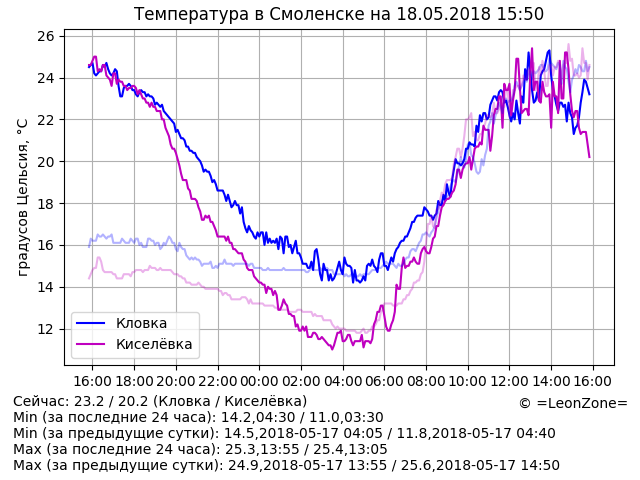 Температура в Смоленске на 18.05.2018 15:50
градусов Цельсия, °C
26
24
22
20
18
16
14
12
Кловка
Киселёвка
16:00 18:00 20:00 22:00 00:00 02:00 04:00 06:00 08:00 10:00 12:00 14:00 16:00
Сейчас: 23.2 / 20.2 (Кловка / Киселёвка)
© =LeonZone=
Min (за последние 24 часа): 14.2,04:30 / 11.0,03:30
Min (за предыдущие сутки): 14.5,2018-05-17 04:05 / 11.8,2018-05-17 04:40
Max (за последние 24 часа): 25.3,13:55 / 25.4,13:05
Max (за предыдущие сутки): 24.9,2018-05-17 13:55 / 25.6,2018-05-17 14:50